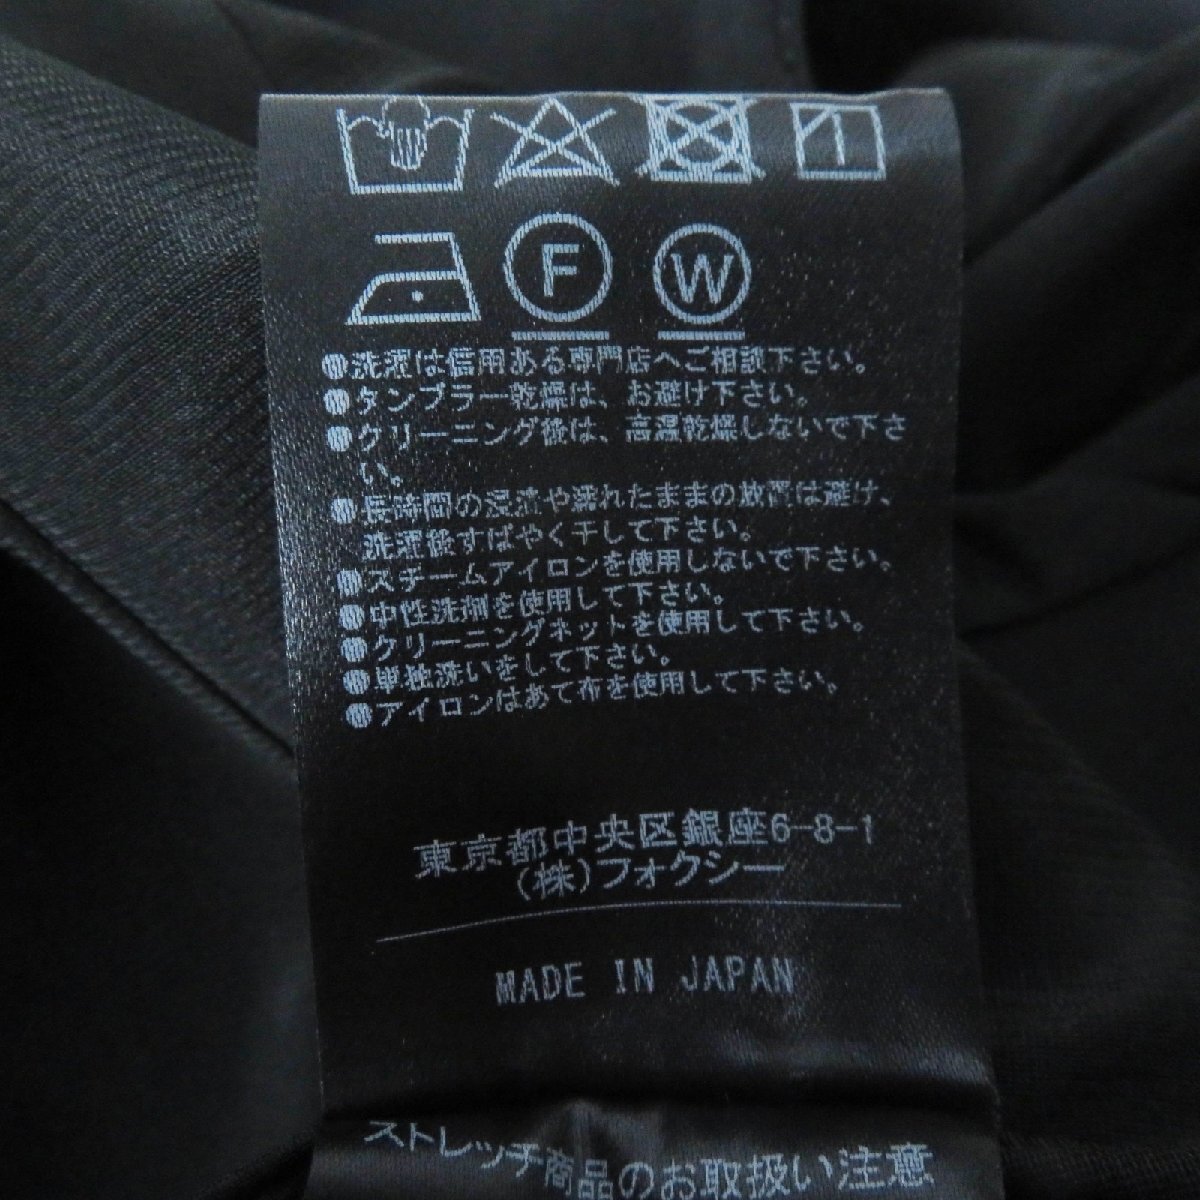 F W
●洗濯は信用ある専門店へご相談下さい。
●タンブラー乾燥は、お避け下さい。
●クリーニング後は、高温乾燥しないで下さ
い。
●長時間の浸漬や濡れたままの放置は避け、
洗濯後すばやく干して下さい。
●スチームアイロンを使用しないで下さい。
●中性洗剤を使用して下さい。
●クリーニングネットを使用して下さい。
●単独洗いをして下さい。
●アイロンはあて布を使用して下さい。
東京都中央区銀座6-8-1
(株)フォクシー
MADE IN JAPAN
ストレッチ商品のお取扱い注意